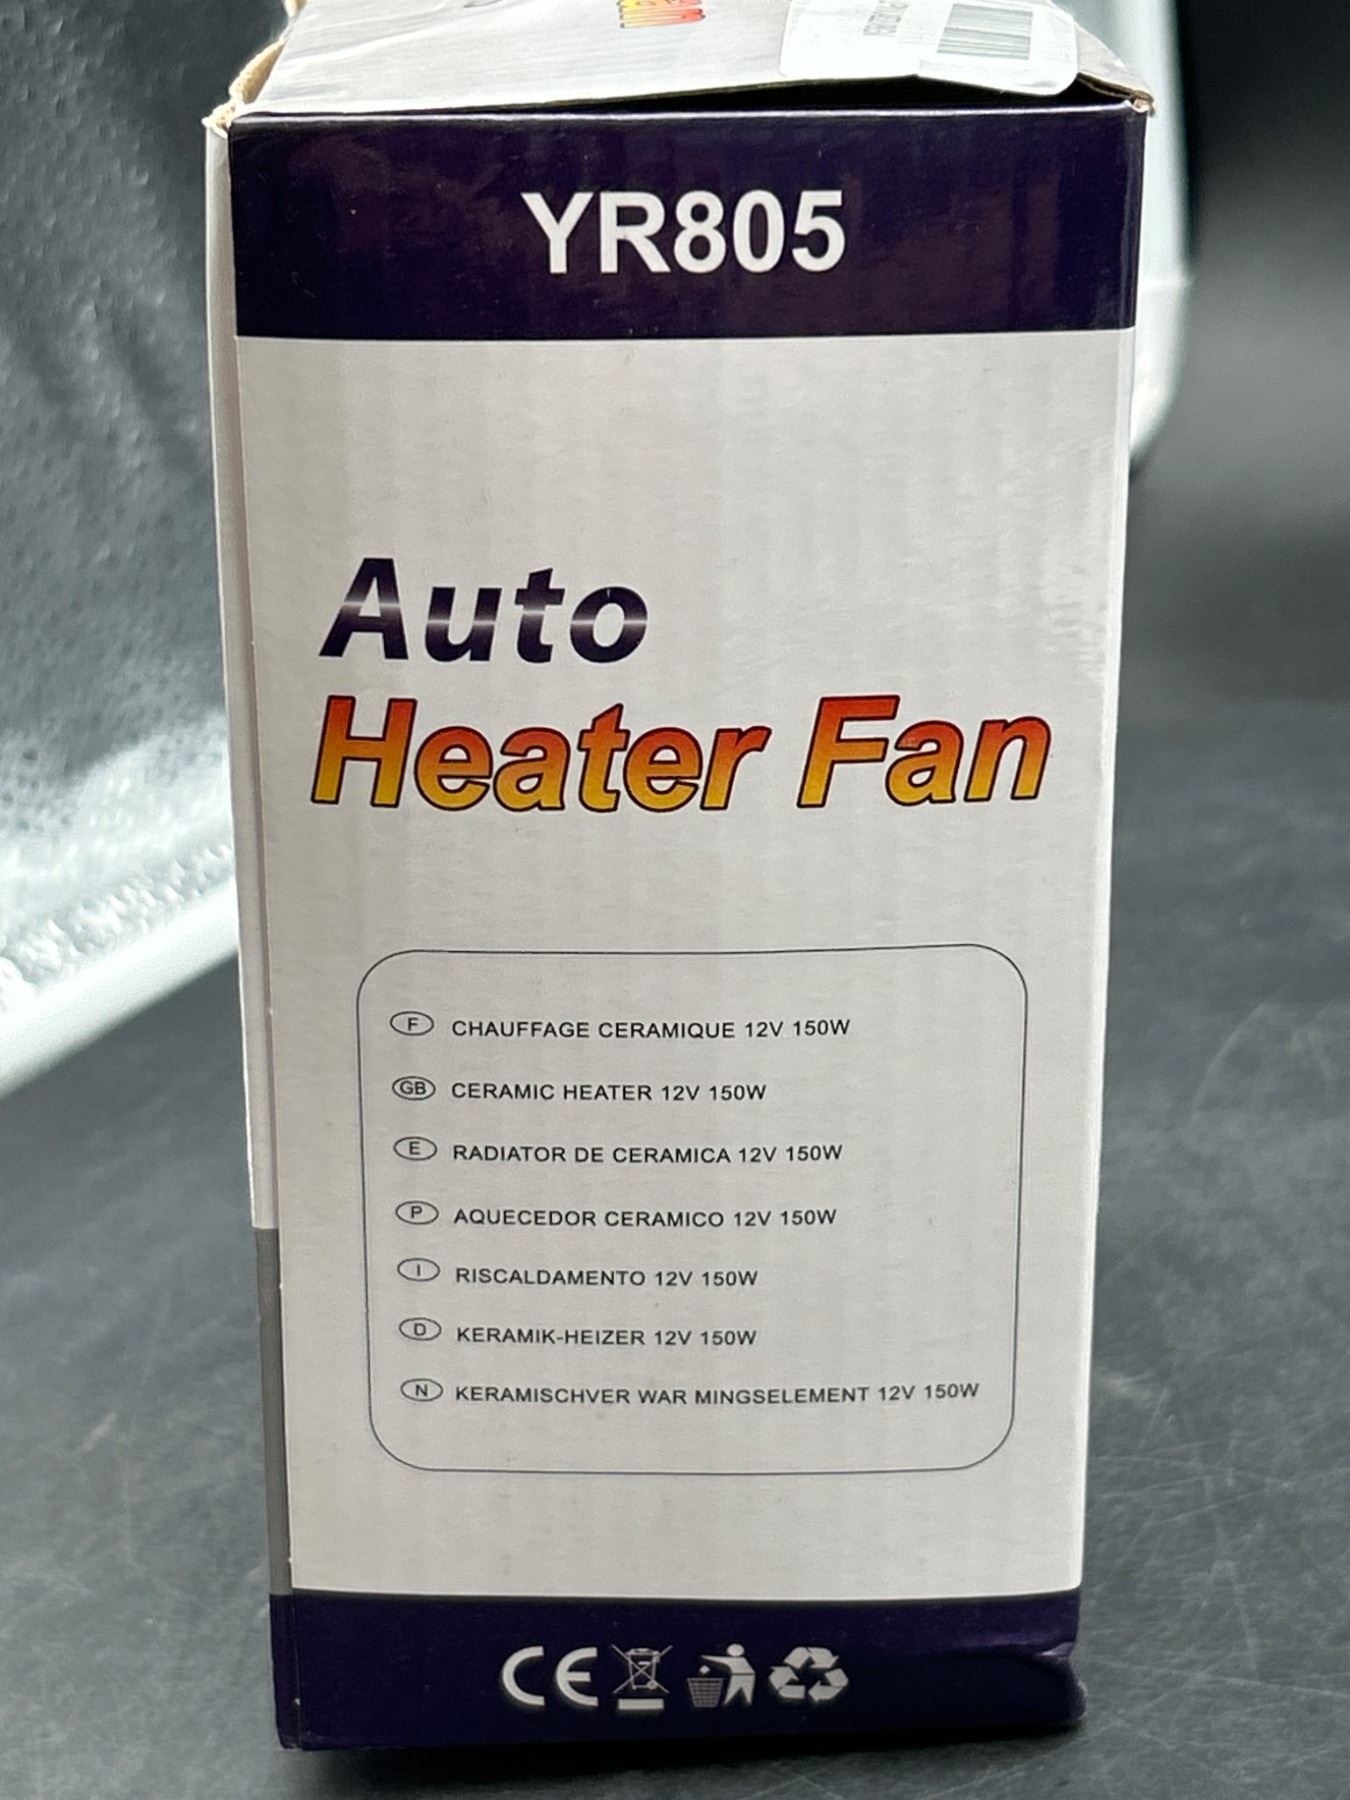 YR805
Auto
Heater Fan
F CHAUFFAGE CERAMIQUE 12V 150W
GB CERAMIC HEATER 12V 150W
E RADIATOR DE CERAMICA 12V 150W
P AQUECEDOR CERAMICO 12V 150W
I RISCALDAMENTO 12V 150W
D KERAMIK-HEIZER 12V 150W
N KERAMISCHVER WAR MINGSELEMENT 12V 150W
CE